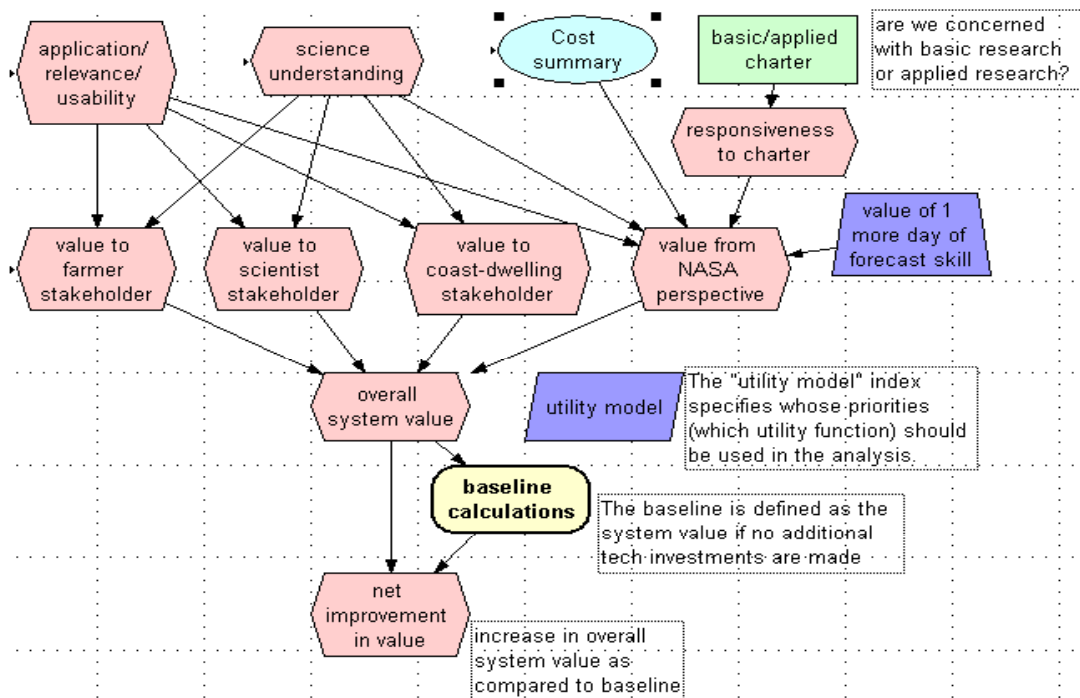 application/
relevance/
usability
science
understanding
Cost
summary
basic/applied
charter
are we concerned
with basic research
or applied research?
responsiveness
to charter
value to
farmer
stakeholder
value to
scientist
stakeholder
value to
coast-dwelling
stakeholder
value from
NASA
perspective
value of 1
more day of
forecast skill
overall
system value
utility model
The "utility model" index
specifies whose priorities
(which utility function) should
be used in the analysis.
baseline
calculations
The baseline is defined as the
system value if no additional
tech investments are made
net
improvement
in value
increase in overall
system value as
compared to baseline